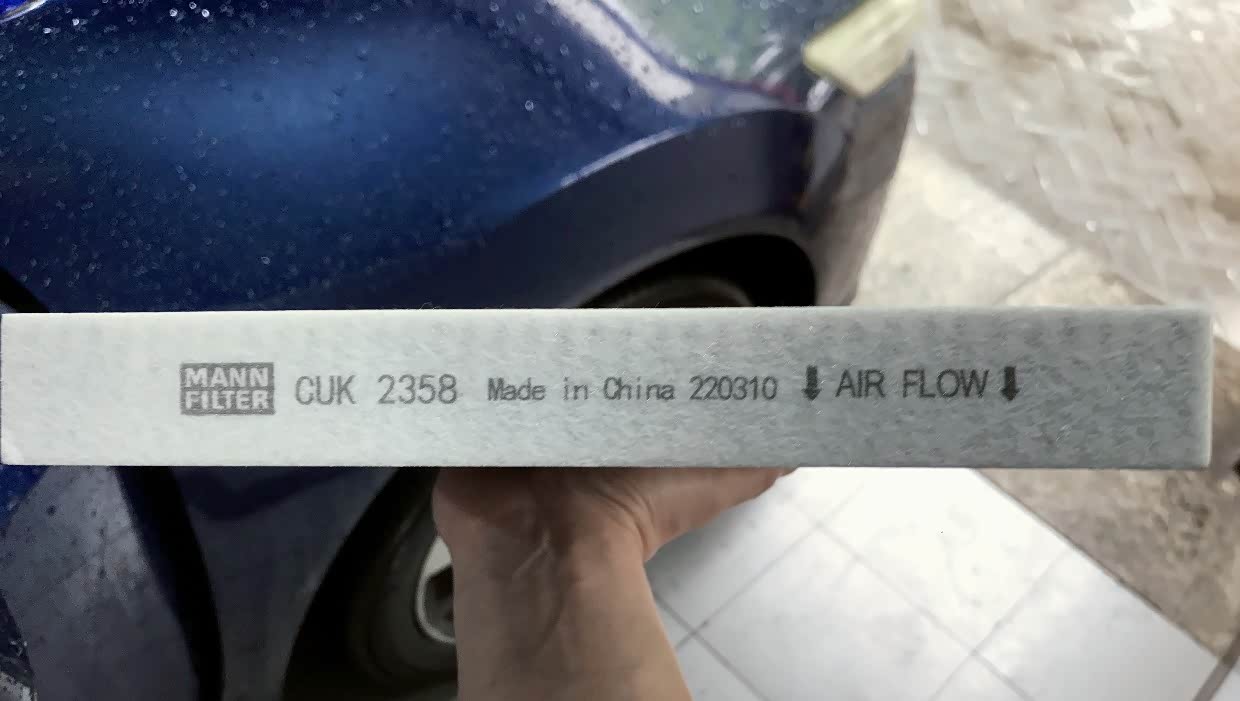 MANN
FILTER
CUK 2358 Made in China 220310 ⬇ AIR FLOW ⬇